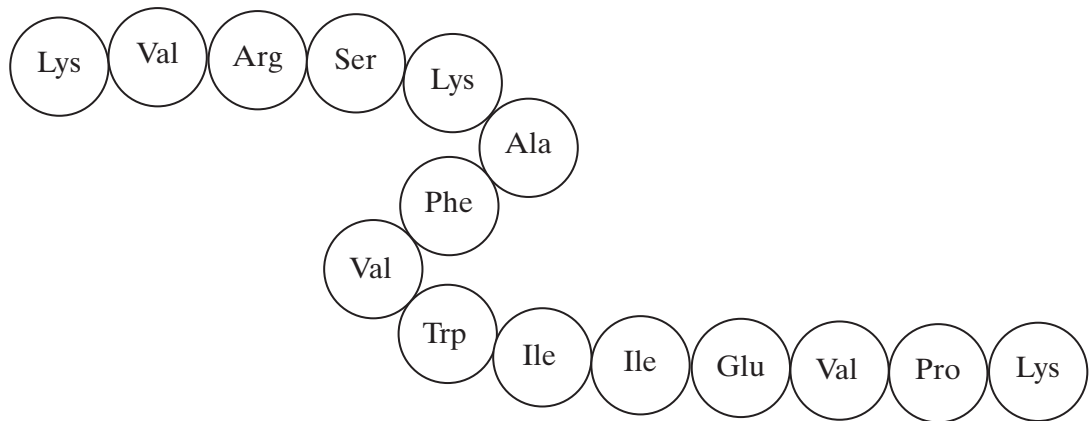 Lys Val Arg Ser Lys
Ala
Phe
Val
Trp Ile Ile Glu Val Pro Lys